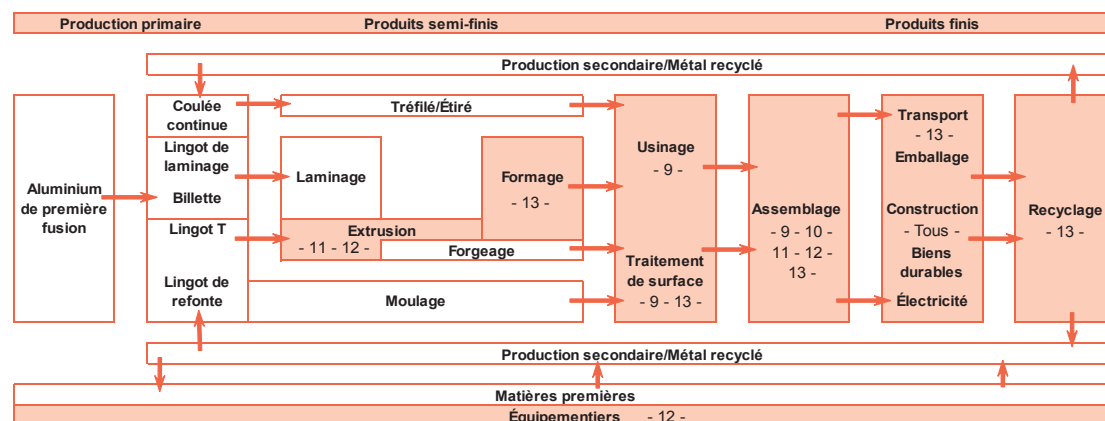 Production primaire
Produits semi-finis
Produits finis
Production secondaire/Métal recyclé
Aluminium
de première
fusion
Coulée
continue
Lingot de
laminage
Billette
Lingot T
Lingot de
refonte
Tréfilé/Étiré
Laminage
Formage
- 13 -
Extrusion
- 11 - 12 -
Forgeage
Moulage
Usinage
- 9 -
Traitement
de surface
- 9 - 13 -
Assemblage
- 9 - 10 -
11 - 12 -
13 -
Transport
- 13 -
Emballage
Construction
- Tous -
Biens
durables
Électricité
Recyclage
- 13 -
Production secondaire/Métal recyclé
Matières premières
Équipementiers - 12 -